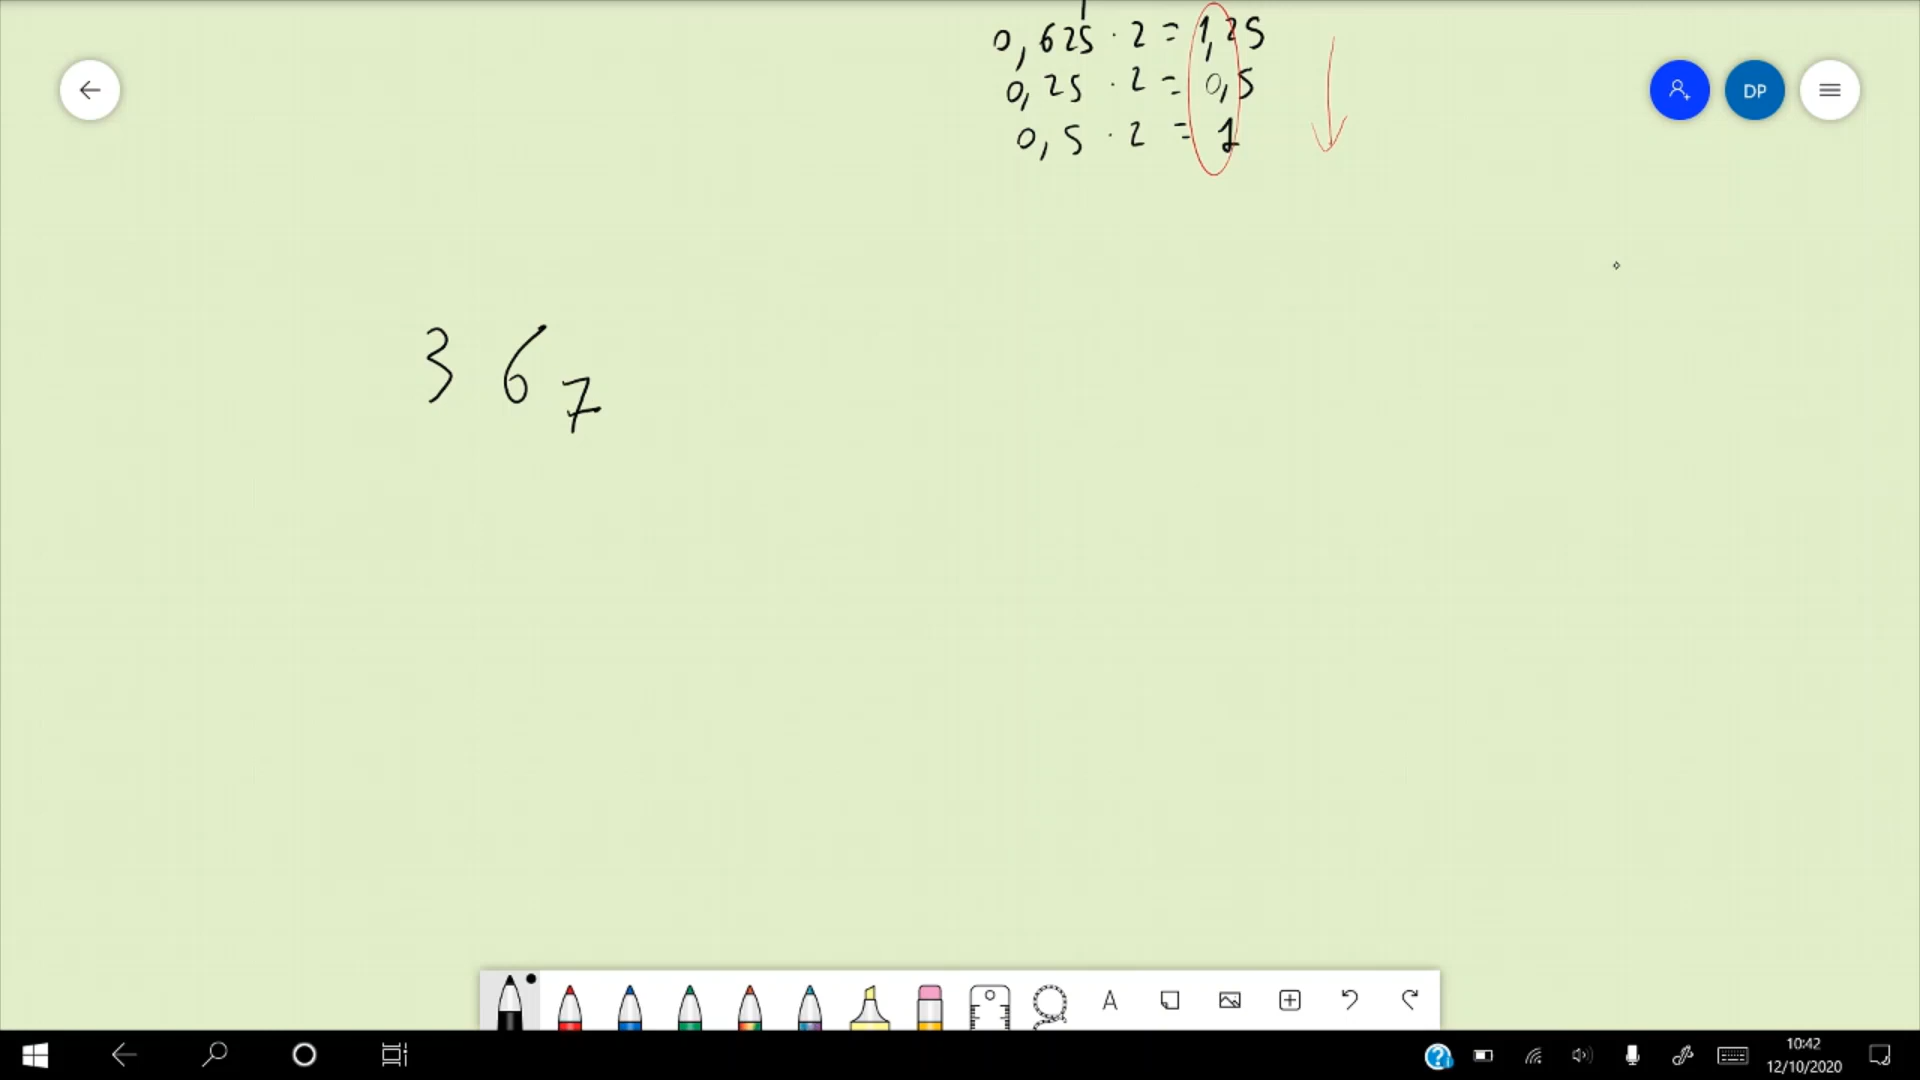 0,625 · 2 = 1,25
0,25 · 2 = 0,5
0,5 · 2 = 1
DP
3 6 7
A
10:42
12/10/2020